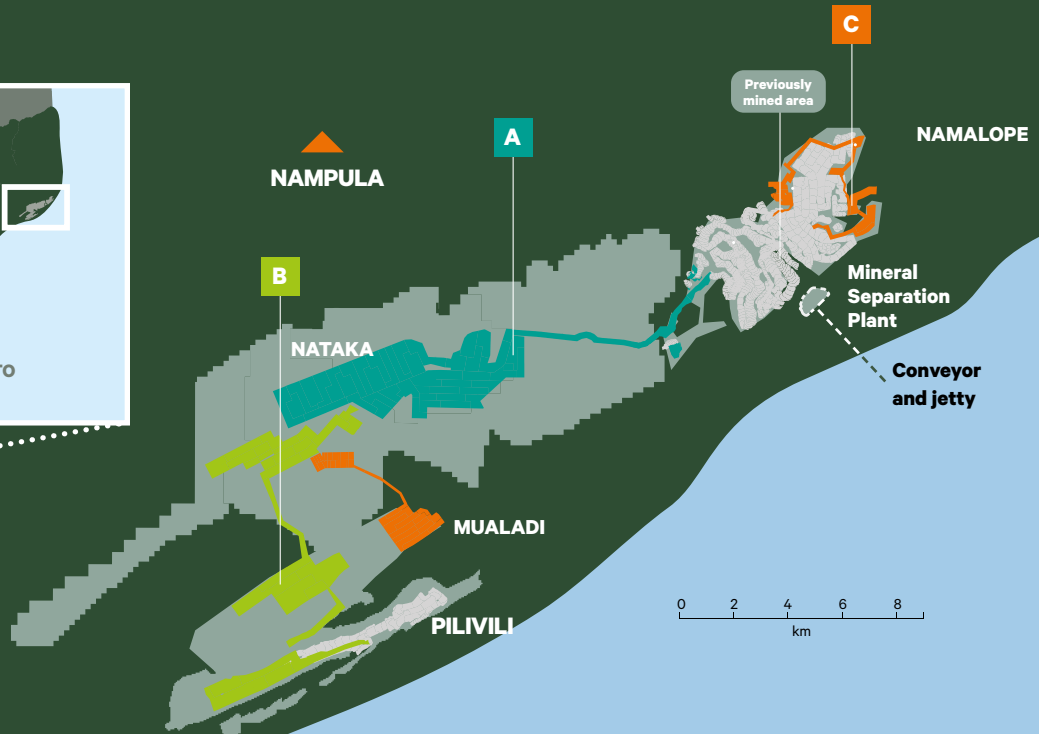 C
Previously
mined area
NAMALOPE
A
NAMPULA
B
Mineral
Separation
Plant
NATAKA
Conveyor
and jetty
MUALADI
PILIVILI
0 2 4 6 8
km